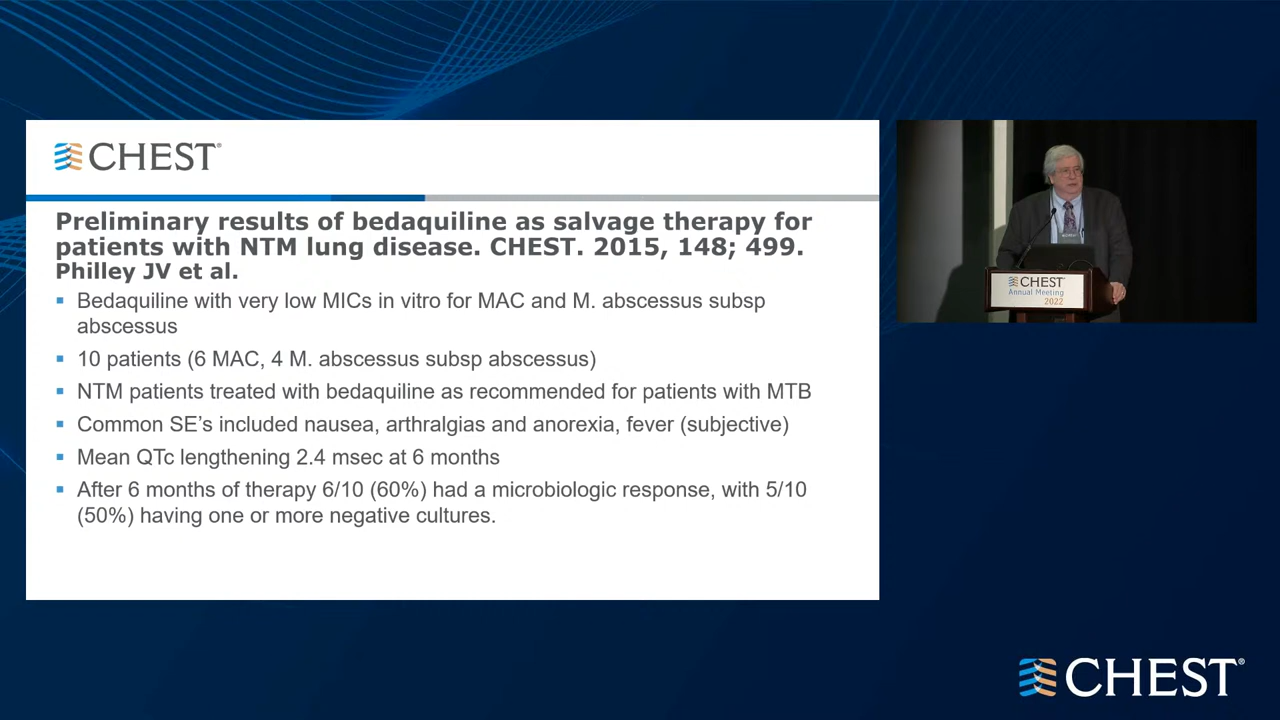 CHEST®
Preliminary results of bedaquiline as salvage therapy for
patients with NTM lung disease. CHEST. 2015, 148; 499.
Philley JV et al.
▪ Bedaquiline with very low MICs in vitro for MAC and M. abscessus subsp
abscessus
▪ 10 patients (6 MAC, 4 M. abscessus subsp abscessus)
▪ NTM patients treated with bedaquiline as recommended for patients with MTB
▪ Common SE’s included nausea, arthralgias and anorexia, fever (subjective)
▪ Mean QTc lengthening 2.4 msec at 6 months
▪ After 6 months of therapy 6/10 (60%) had a microbiologic response, with 5/10
(50%) having one or more negative cultures.
CHEST
Annual Meeting
2022
CHEST®